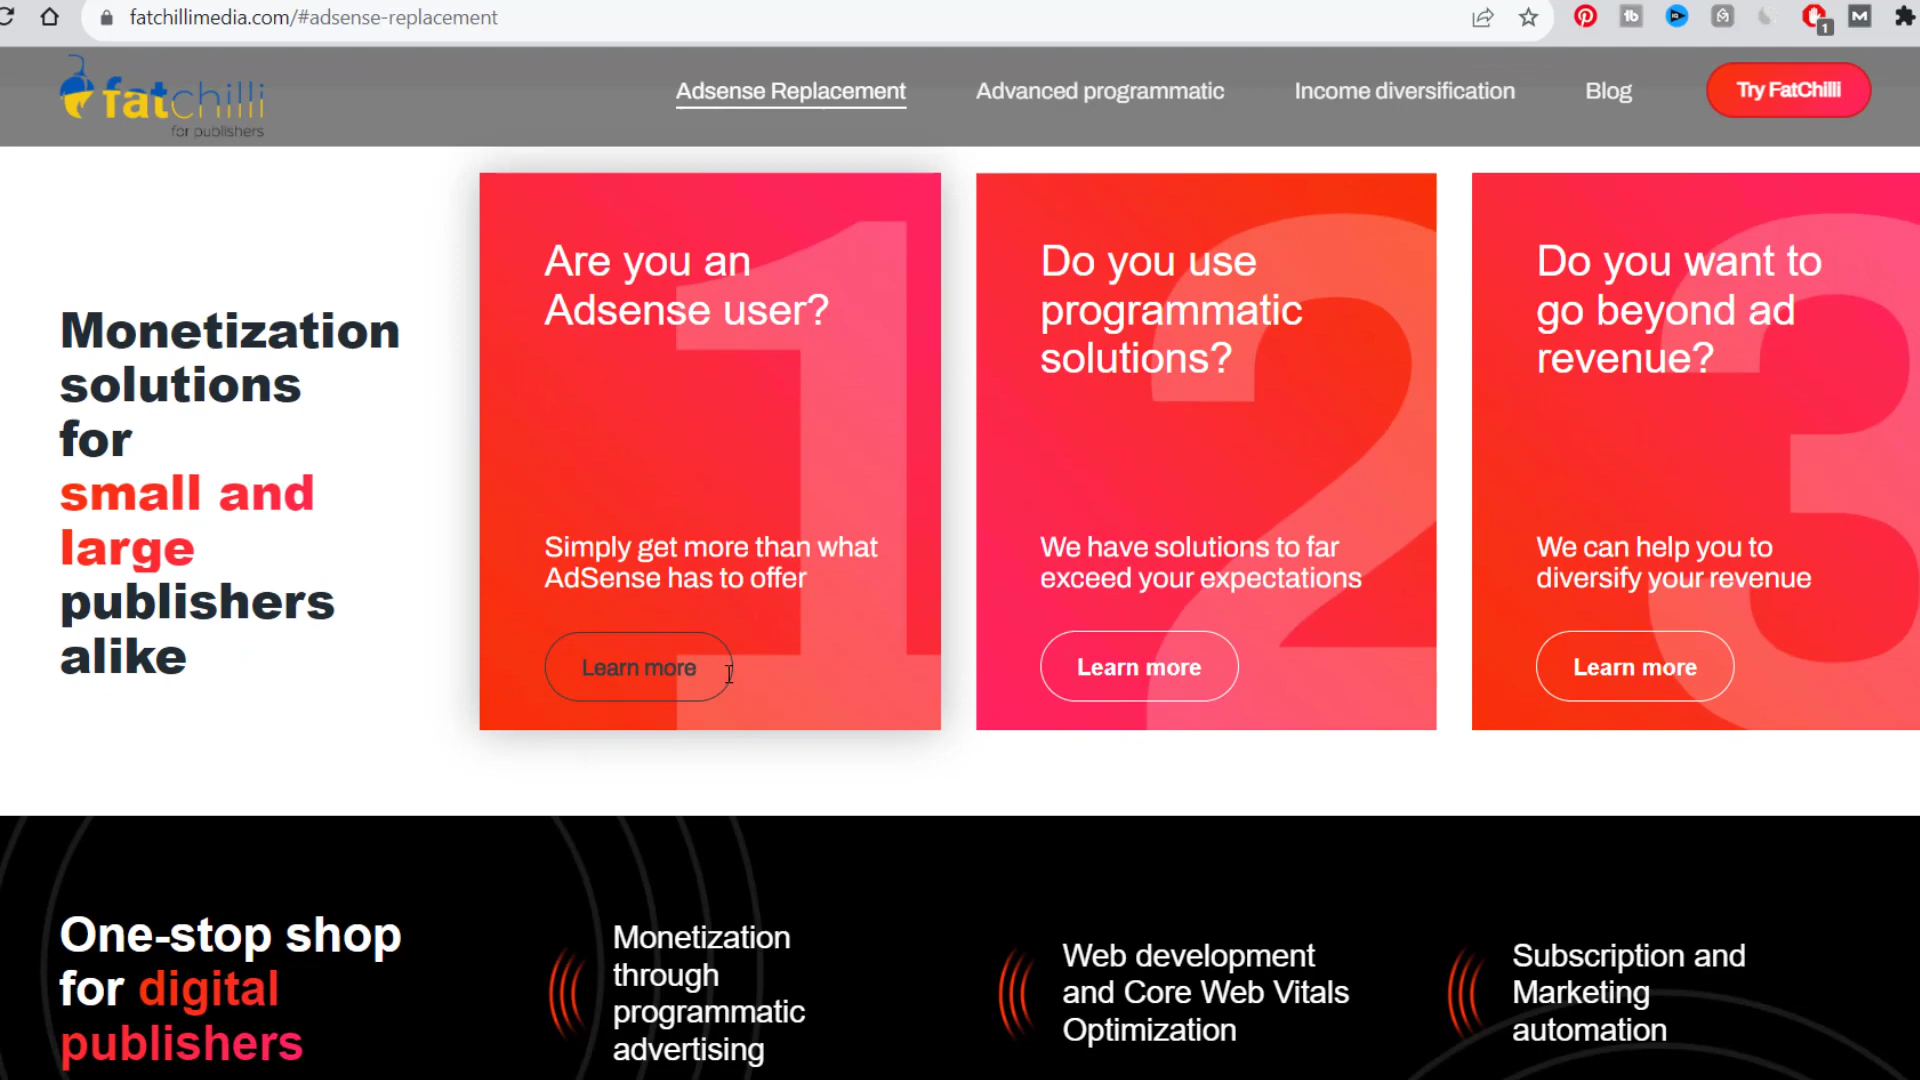 fatchillimedia.com/#adsense-replacement
1
fatchilli
for publishers
Adsense Replacement
Advanced programmatic
Income diversification
Blog
Try FatChilli
Monetization
solutions
for
small and
large
publishers
alike
1
Are you an
Adsense user?
Simply get more than what
AdSense has to offer
Learn more
2
Do you use
programmatic
solutions?
We have solutions to far
exceed your expectations
Learn more
3
Do you want to
go beyond ad
revenue?
We can help you to
diversify your revenue
Learn more
One-stop shop
for digital
publishers
Monetization
through
programmatic
advertising
Web development
and Core Web Vitals
Optimization
Subscription and
Marketing
automation